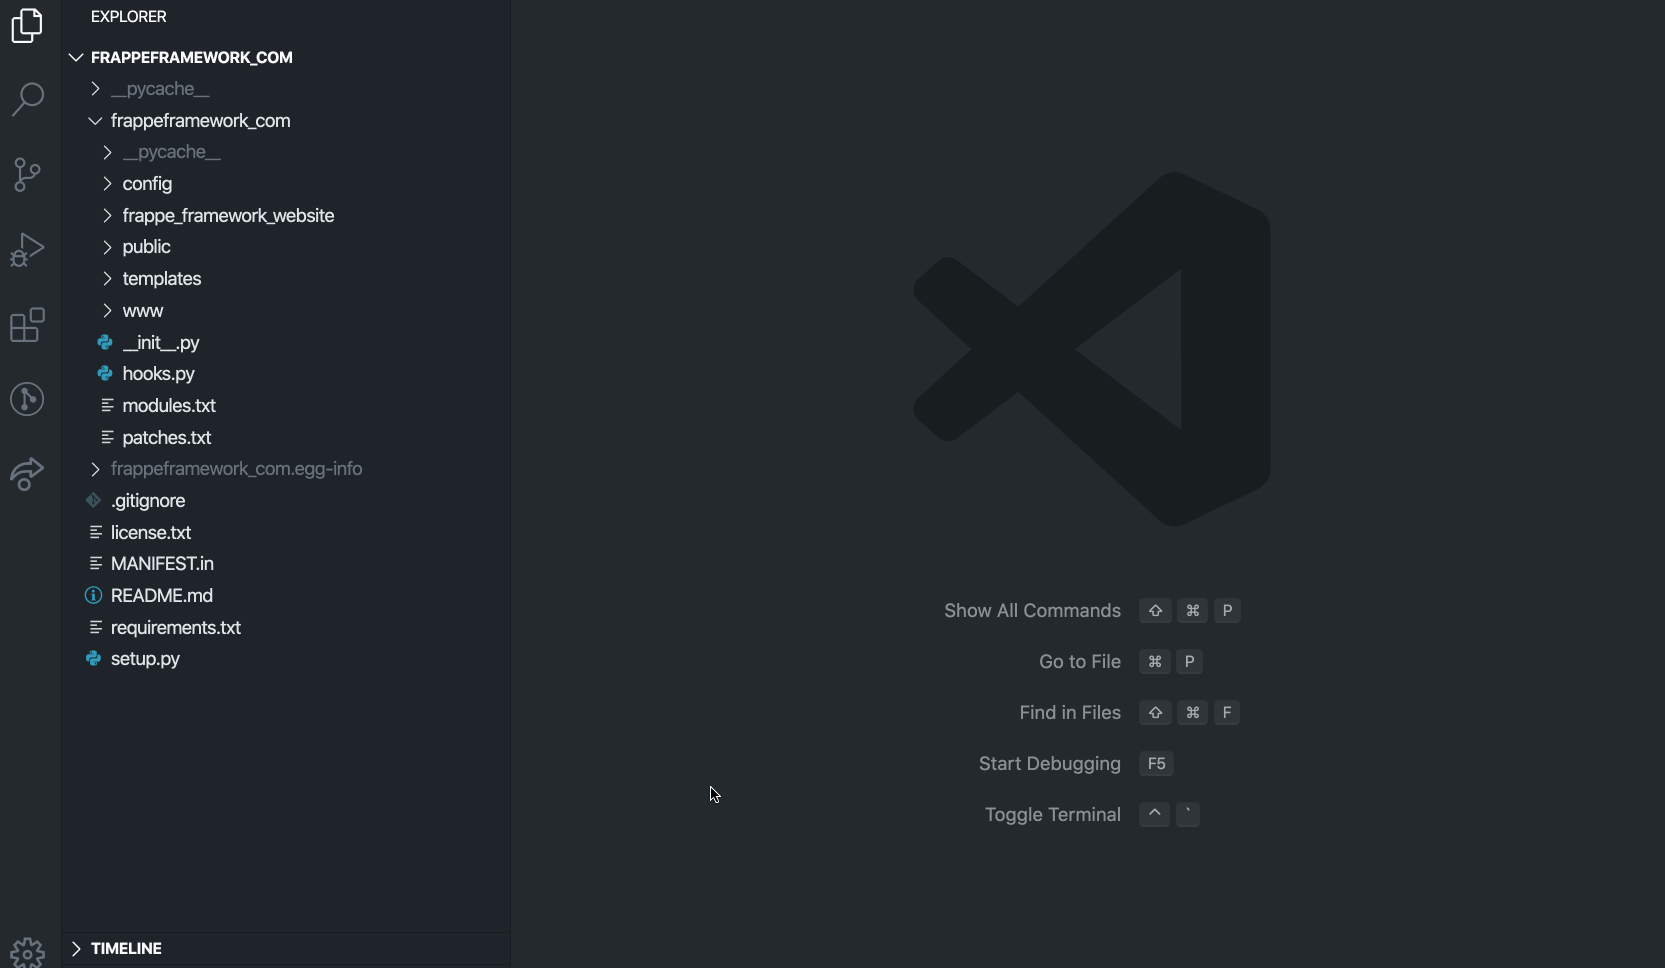 EXPLORER
FRAPPEFRAMEWORK_COM
__pycache__
frappeframework_com
__pycache__
config
frappe_framework_website
public
templates
www
__init__.py
hooks.py
modules.txt
patches.txt
frappeframework_com.egg-info
.gitignore
license.txt
MANIFEST.in
README.md
requirements.txt
setup.py
TIMELINE
Show All Commands ⇧ ⌘ P
Go to File ⌘ P
Find in Files ⇧ ⌘ F
Start Debugging F5
Toggle Terminal ^ `